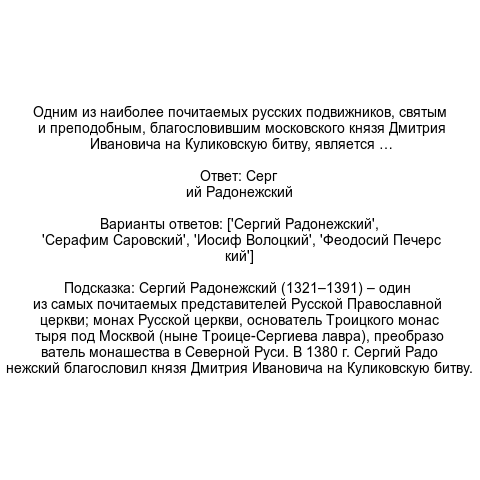 Одним из наиболее почитаемых русских подвижников, святым
и преподобным, благословившим московского князя Дмитрия
Ивановича на Куликовскую битву, является …
Ответ: Серг
ий Радонежский
Варианты ответов: ['Сергий Радонежский',
'Серафим Саровский', 'Иосиф Волоцкий', 'Феодосий Печерс
кий']
Подсказка: Сергий Радонежский (1321–1391) – один
из самых почитаемых представителей Русской Православной
церкви; монах Русской церкви, основатель Троицкого монас
тыря под Москвой (ныне Троице-Сергиева лавра), преобразо
ватель монашества в Северной Руси. В 1380 г. Сергий Радо
нежский благословил князя Дмитрия Ивановича на Куликовскую битву.